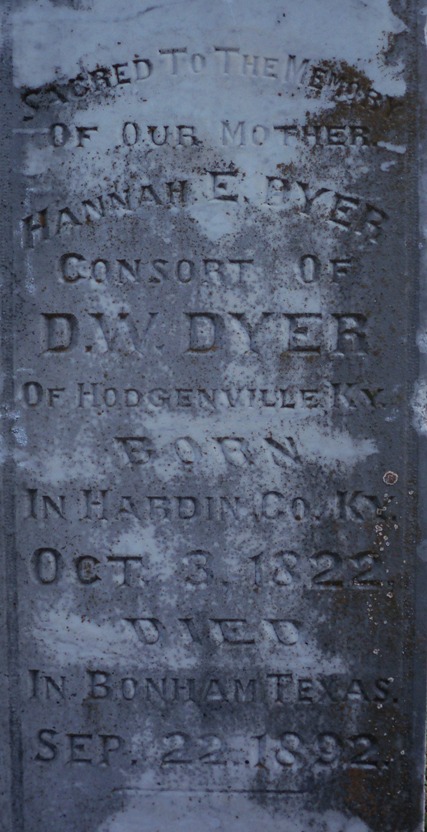 SACRED TO THE MEMORY
OF OUR MOTHER.
HANNAH E. DYER
CONSORT OF
D.W. DYER.
OF HODGENVILLE KY.
BORN
IN HARDIN CO. KY.
OCT. 3. 1822.
DIED
IN BONHAM TEXAS.
SEP. 22. 1892.